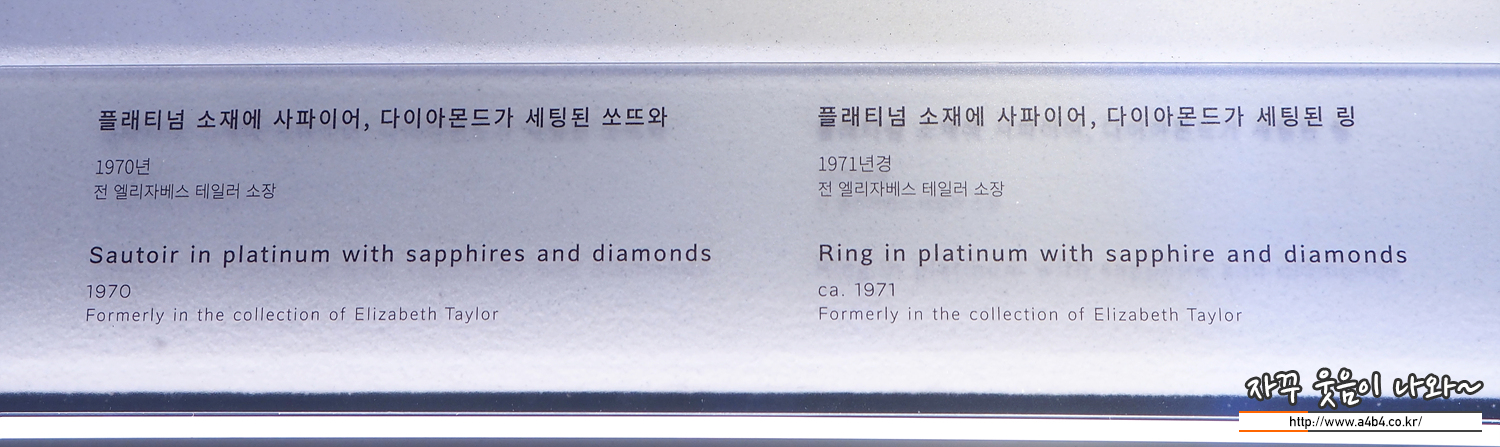 플래티넘 소재에 사파이어, 다이아몬드가 세팅된 쏘뜨와
1970년
전 엘리자베스 테일러 소장
Sautoir in platinum with sapphires and diamonds
1970
Formerly in the collection of Elizabeth Taylor
플래티넘 소재에 사파이어, 다이아몬드가 세팅된 링
1971년경
전 엘리자베스 테일러 소장
Ring in platinum with sapphire and diamonds
ca. 1971
Formerly in the collection of Elizabeth Taylor
자꾸 웃음이 나와~
http://www.a4b4.co.kr/